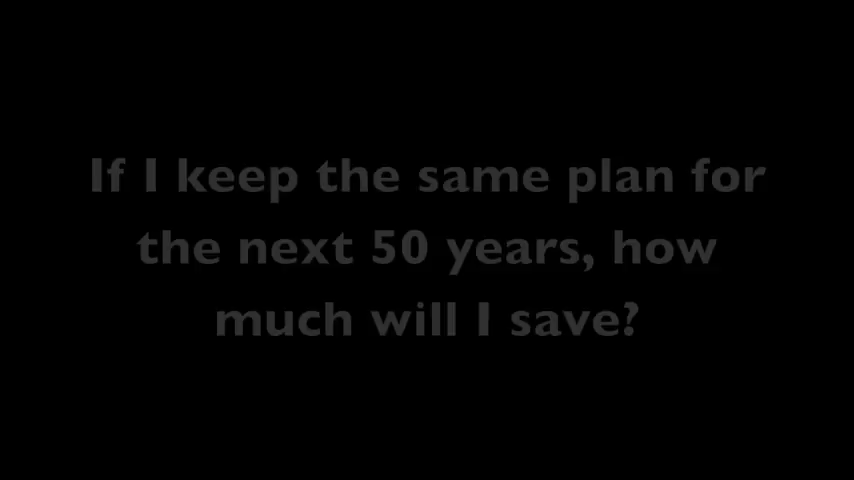 If I keep the same plan for
the next 50 years, how
much will I save?